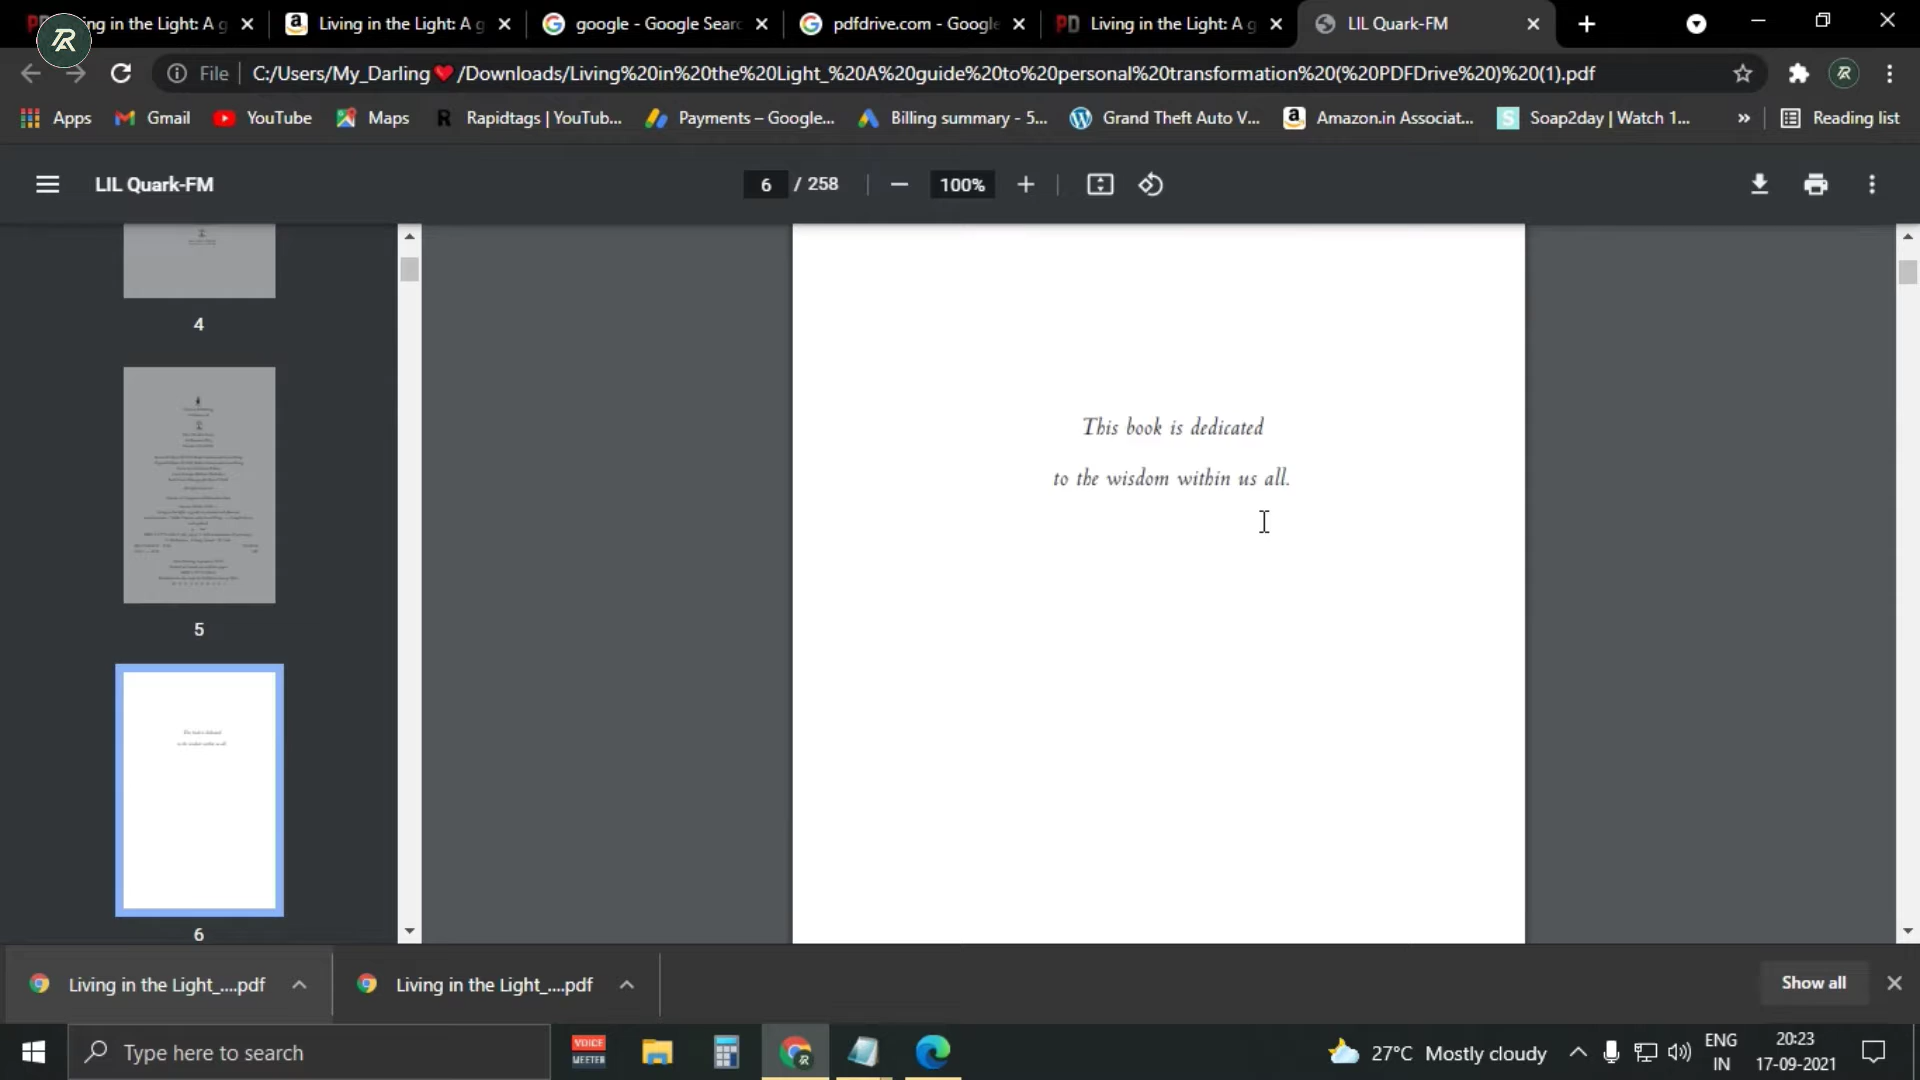 ing in the Light: A g
Living in the Light: A g
google - Google Searc
pdfdrive.com - Google
PD
Living in the Light: A g
LIL Quark-FM
File
C:/Users/My_Darling❤️/Downloads/Living%20in%20the%20Light_%20A%20guide%20to%20personal%20transformation%20(%20PDFDrive%20)%20(1).pdf
Apps
Gmail
YouTube
Maps
R
Rapidtags | YouTub...
Payments – Google...
Billing summary - 5...
Grand Theft Auto V...
Amazon.in Associat...
S
Soap2day | Watch 1...
»
Reading list
LIL Quark-FM
6 / 258
100%
4
5
6
This book is dedicated
to the wisdom within us all.
Living in the Light_....pdf
Living in the Light_....pdf
Show all
Type here to search
VOICE
MEETER
27°C Mostly cloudy
ENG
IN
20:23
17-09-2021